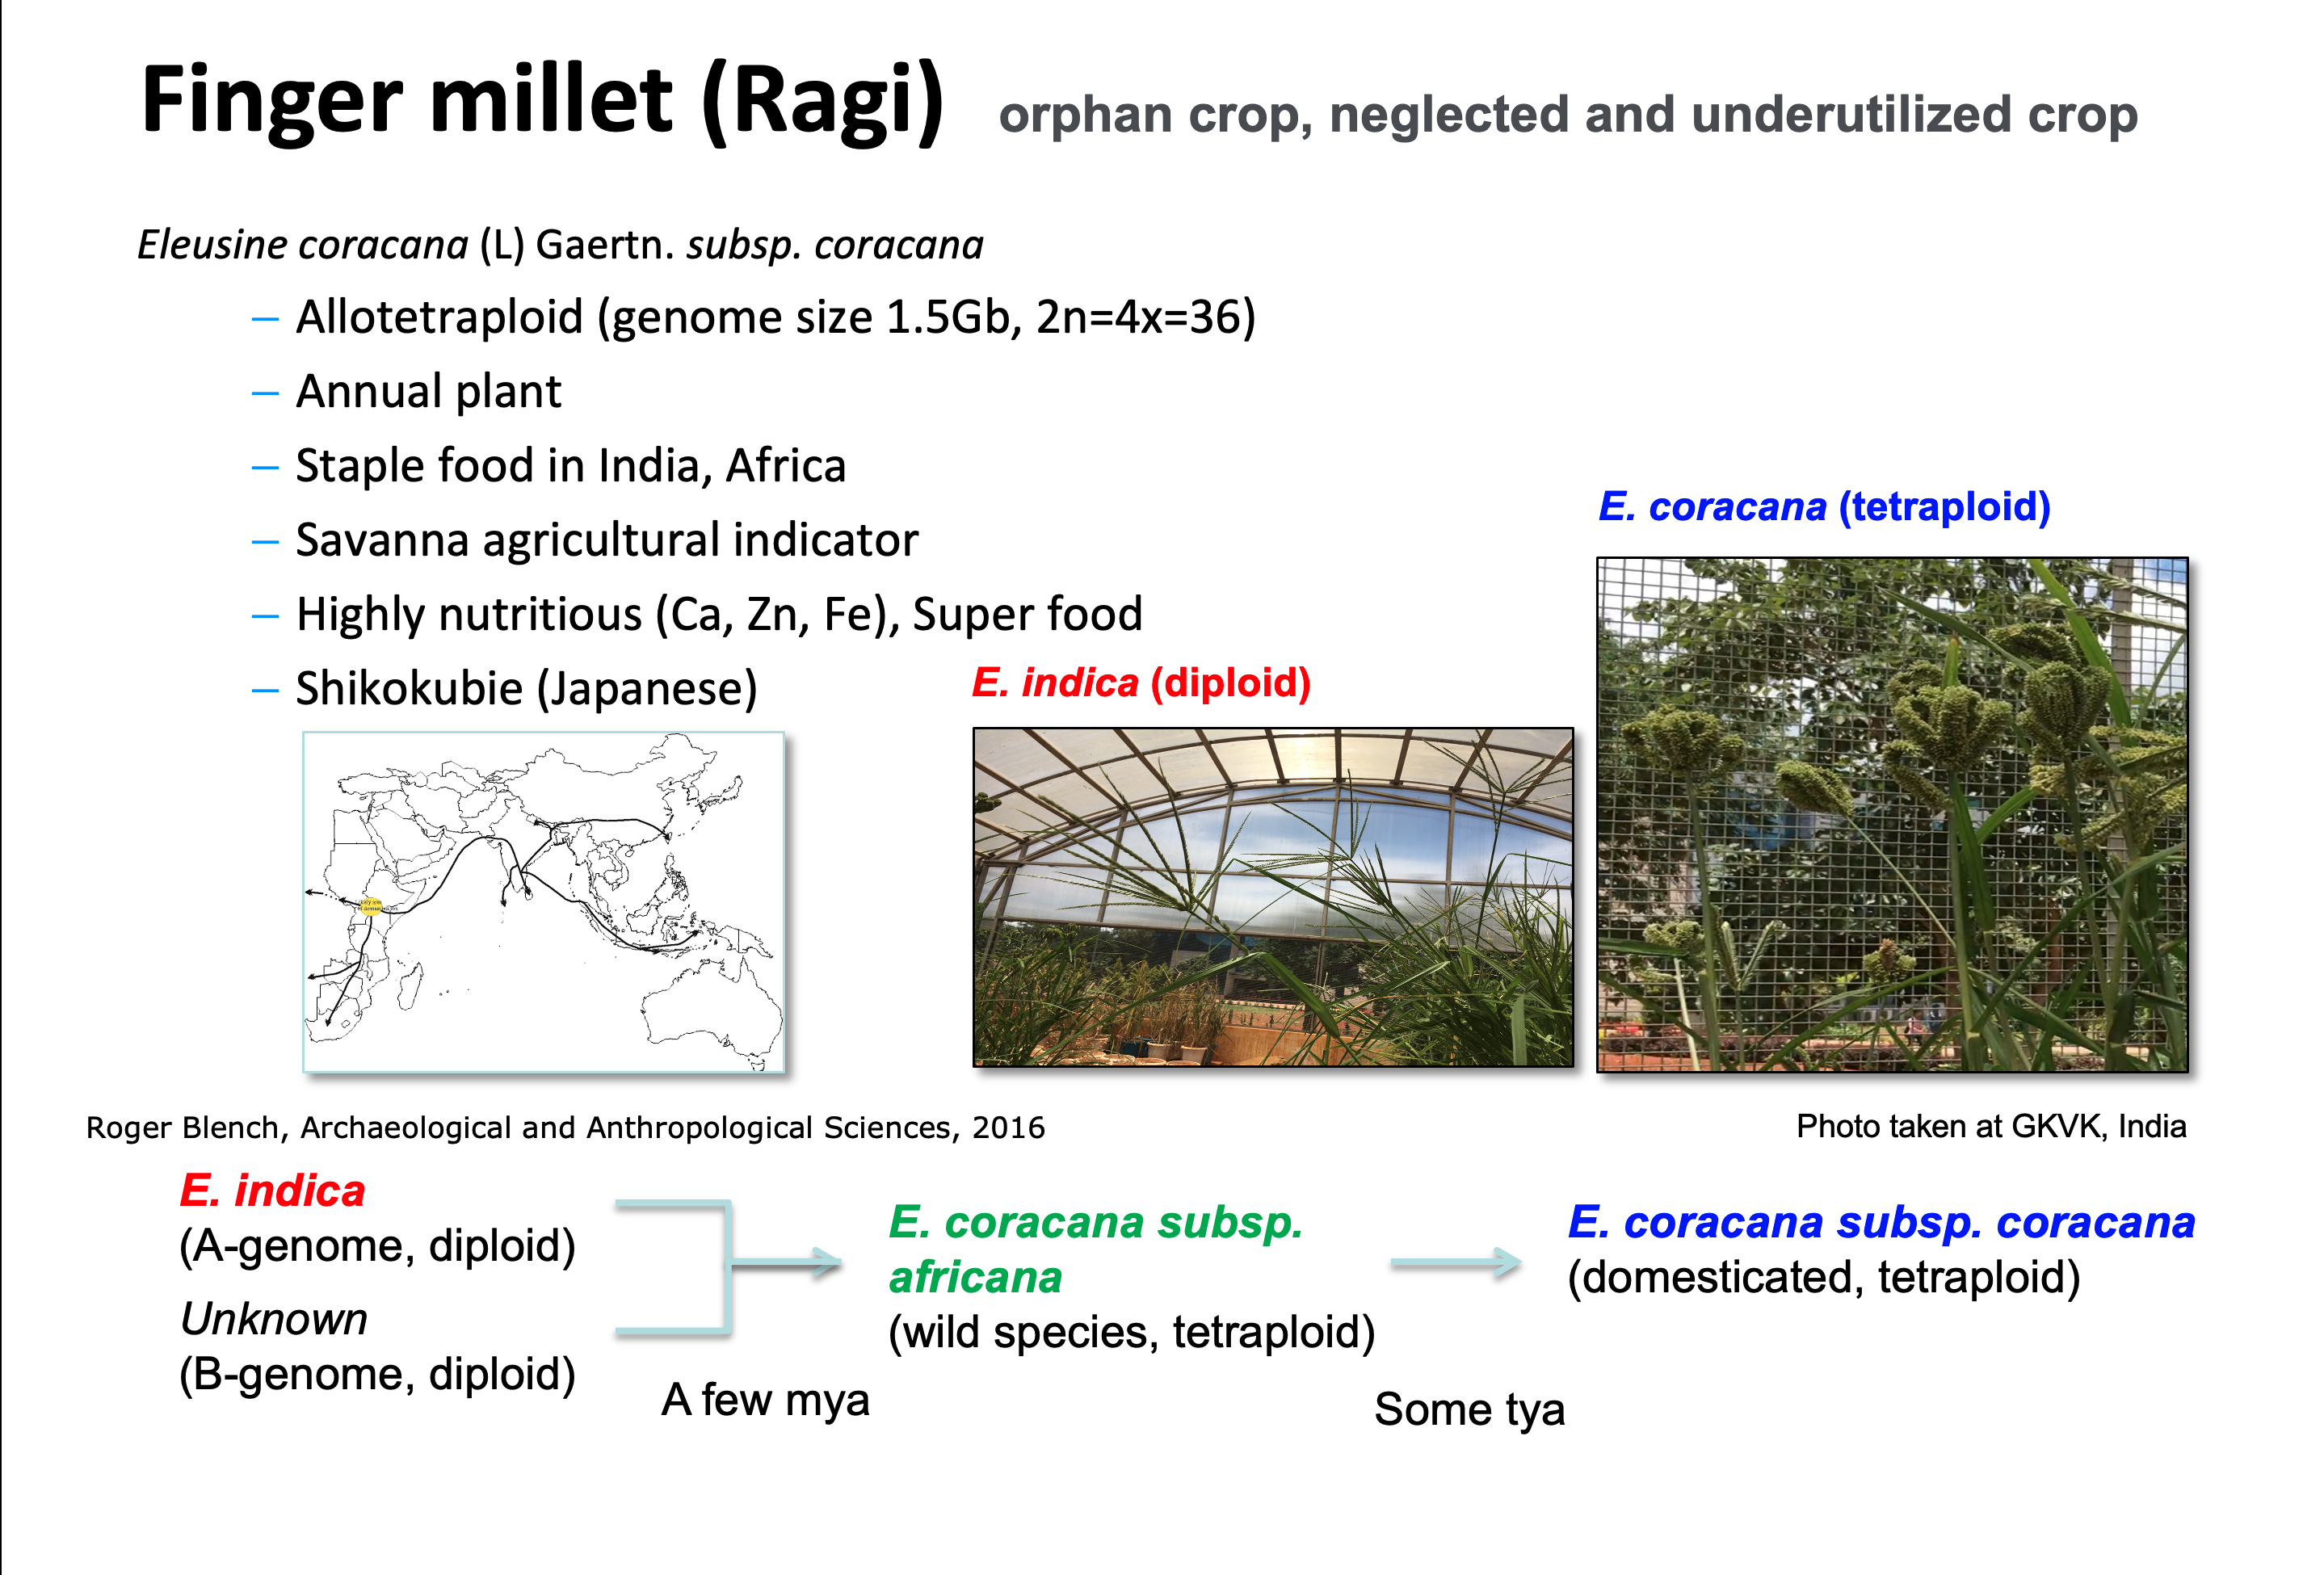 Finger millet (Ragi) orphan crop, neglected and underutilized crop
Eleusine coracana (L) Gaertn. subsp. coracana
– Allotetraploid (genome size 1.5Gb, 2n=4x=36)
– Annual plant
– Staple food in India, Africa
– Savanna agricultural indicator
– Highly nutritious (Ca, Zn, Fe), Super food
– Shikokubie (Japanese)
E. indica (diploid)
E. coracana (tetraploid)
Roger Blench, Archaeological and Anthropological Sciences, 2016
Photo taken at GKVK, India
E. indica
(A-genome, diploid)
Unknown
(B-genome, diploid)
A few mya
E. coracana subsp.
africana
(wild species, tetraploid)
Some tya
E. coracana subsp. coracana
(domesticated, tetraploid)